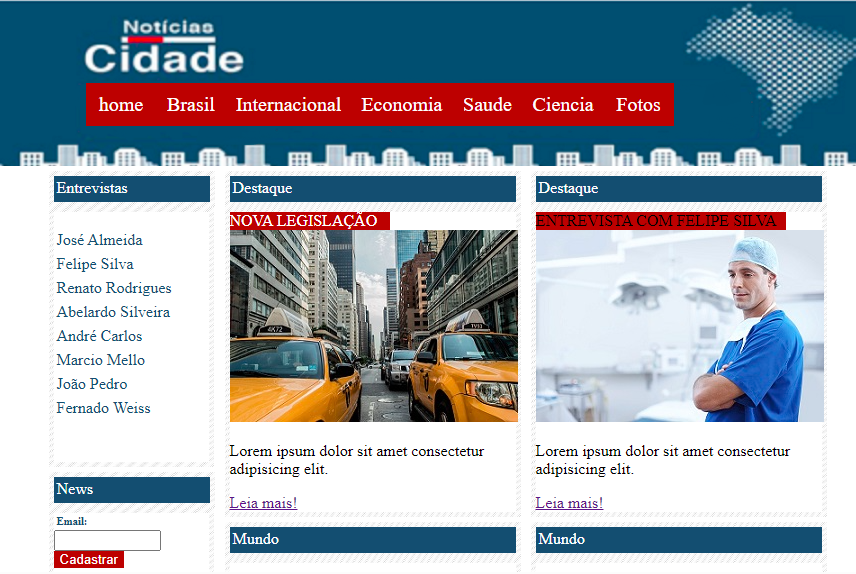 Notícias
Cidade
home Brasil Internacional Economia Saude Ciencia Fotos
Entrevistas
José Almeida
Felipe Silva
Renato Rodrigues
Abelardo Silveira
André Carlos
Marcio Mello
João Pedro
Fernado Weiss
News
Email:
Cadastrar
Destaque
NOVA LEGISLAÇÃO
4K72
Lorem ipsum dolor sit amet consectetur
adipisicing elit.
Leia mais!
Mundo
Destaque
ENTREVISTA COM FELIPE SILVA
Lorem ipsum dolor sit amet consectetur
adipisicing elit.
Leia mais!
Mundo